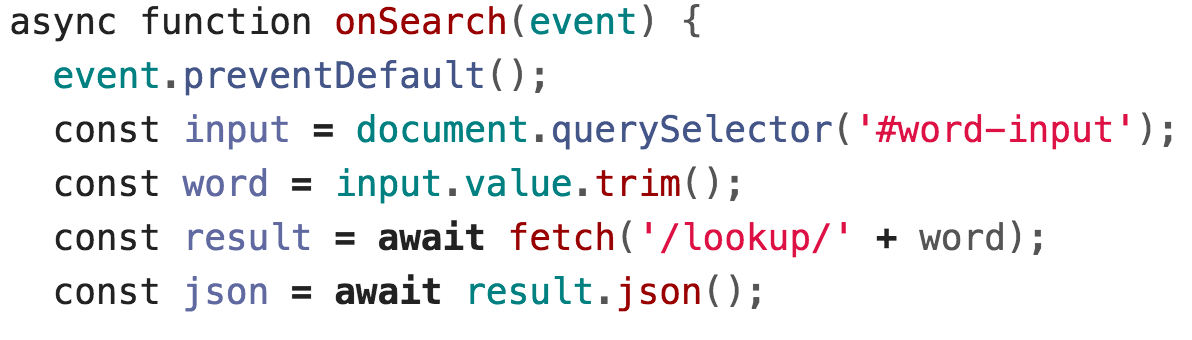 async function onSearch(event) {
  event.preventDefault();
  const input = document.querySelector('#word-input');
  const word = input.value.trim();
  const result = await fetch('/lookup/' + word);
  const json = await result.json();